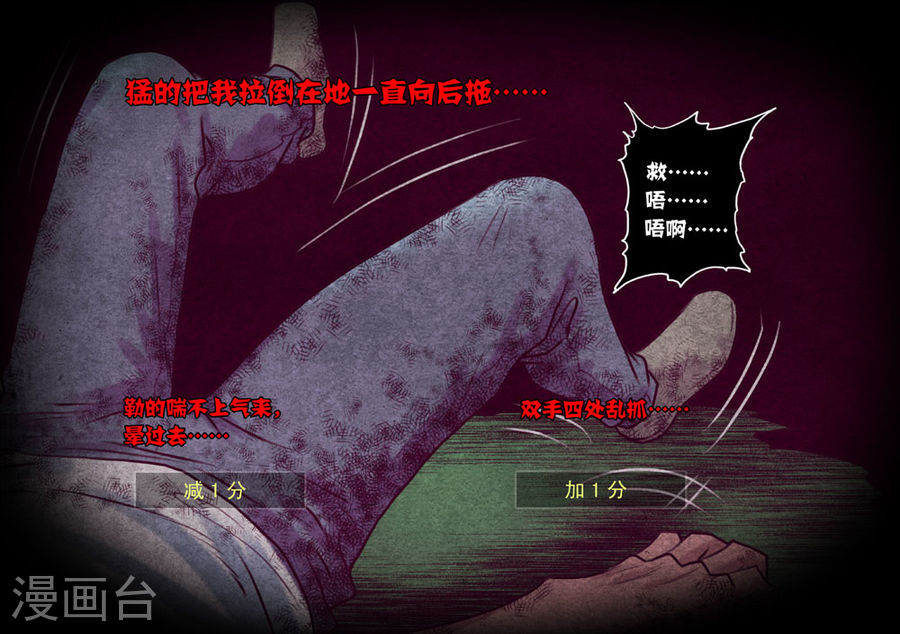 猛的把我拉倒在地一直向后拖……
救……
唔……
唔啊……
勒的喘不上气来，
晕过去……
双手四处乱抓……
减1分
加1分
漫画台